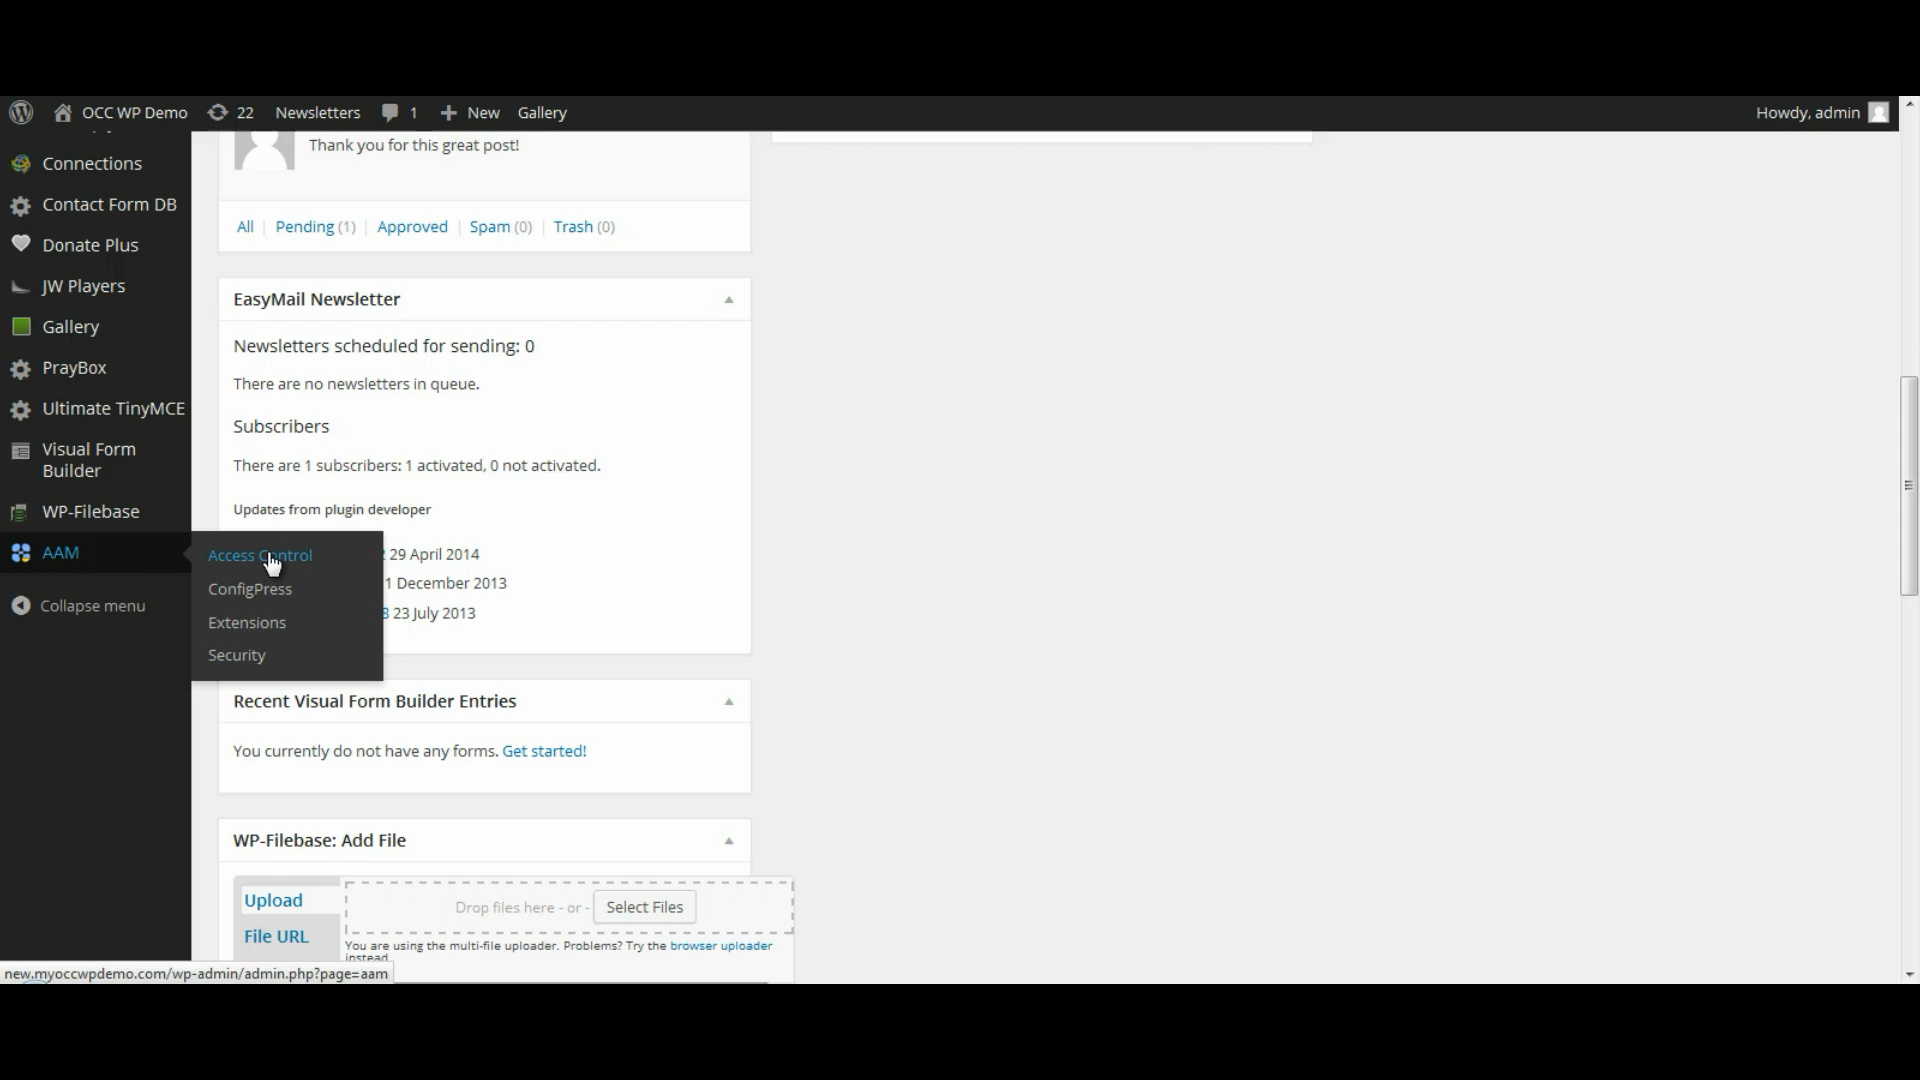 OCC WP Demo 22 Newsletters 1 New Gallery Howdy, admin
Connections
Contact Form DB
Donate Plus
JW Players
Gallery
PrayBox
Ultimate TinyMCE
Visual Form
Builder
WP-Filebase
AAM
Collapse menu
Access Control
ConfigPress
Extensions
Security
Thank you for this great post!
All | Pending (1) | Approved | Spam (0) | Trash (0)
EasyMail Newsletter
Newsletters scheduled for sending: 0
There are no newsletters in queue.
Subscribers
There are 1 subscribers: 1 activated, 0 not activated.
Updates from plugin developer
29 April 2014
1 December 2013
23 July 2013
Recent Visual Form Builder Entries
You currently do not have any forms. Get started!
WP-Filebase: Add File
Upload
File URL
Drop files here - or - Select Files
You are using the multi-file uploader. Problems? Try the browser uploader
instead
new.myoccwpdemo.com/wp-admin/admin.php?page=aam